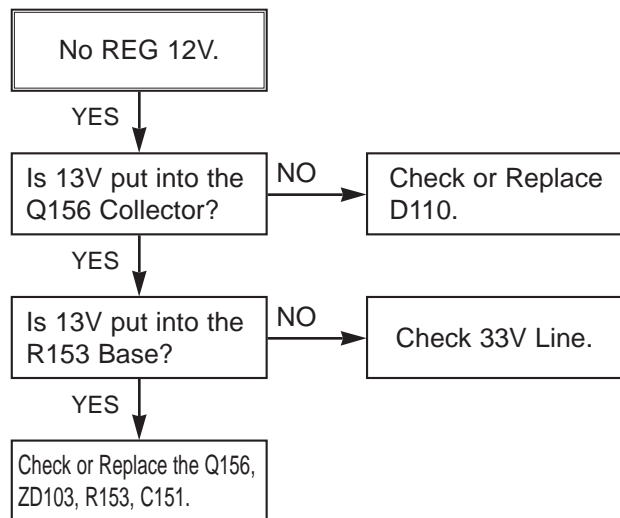 No REG 12V.
YES
Is 13V put into the
Q156 Collector?
NO
Check or Replace
D110.
YES
Is 13V put into the
R153 Base?
NO
Check 33V Line.
YES
Check or Replace the Q156,
ZD103, R153, C151.